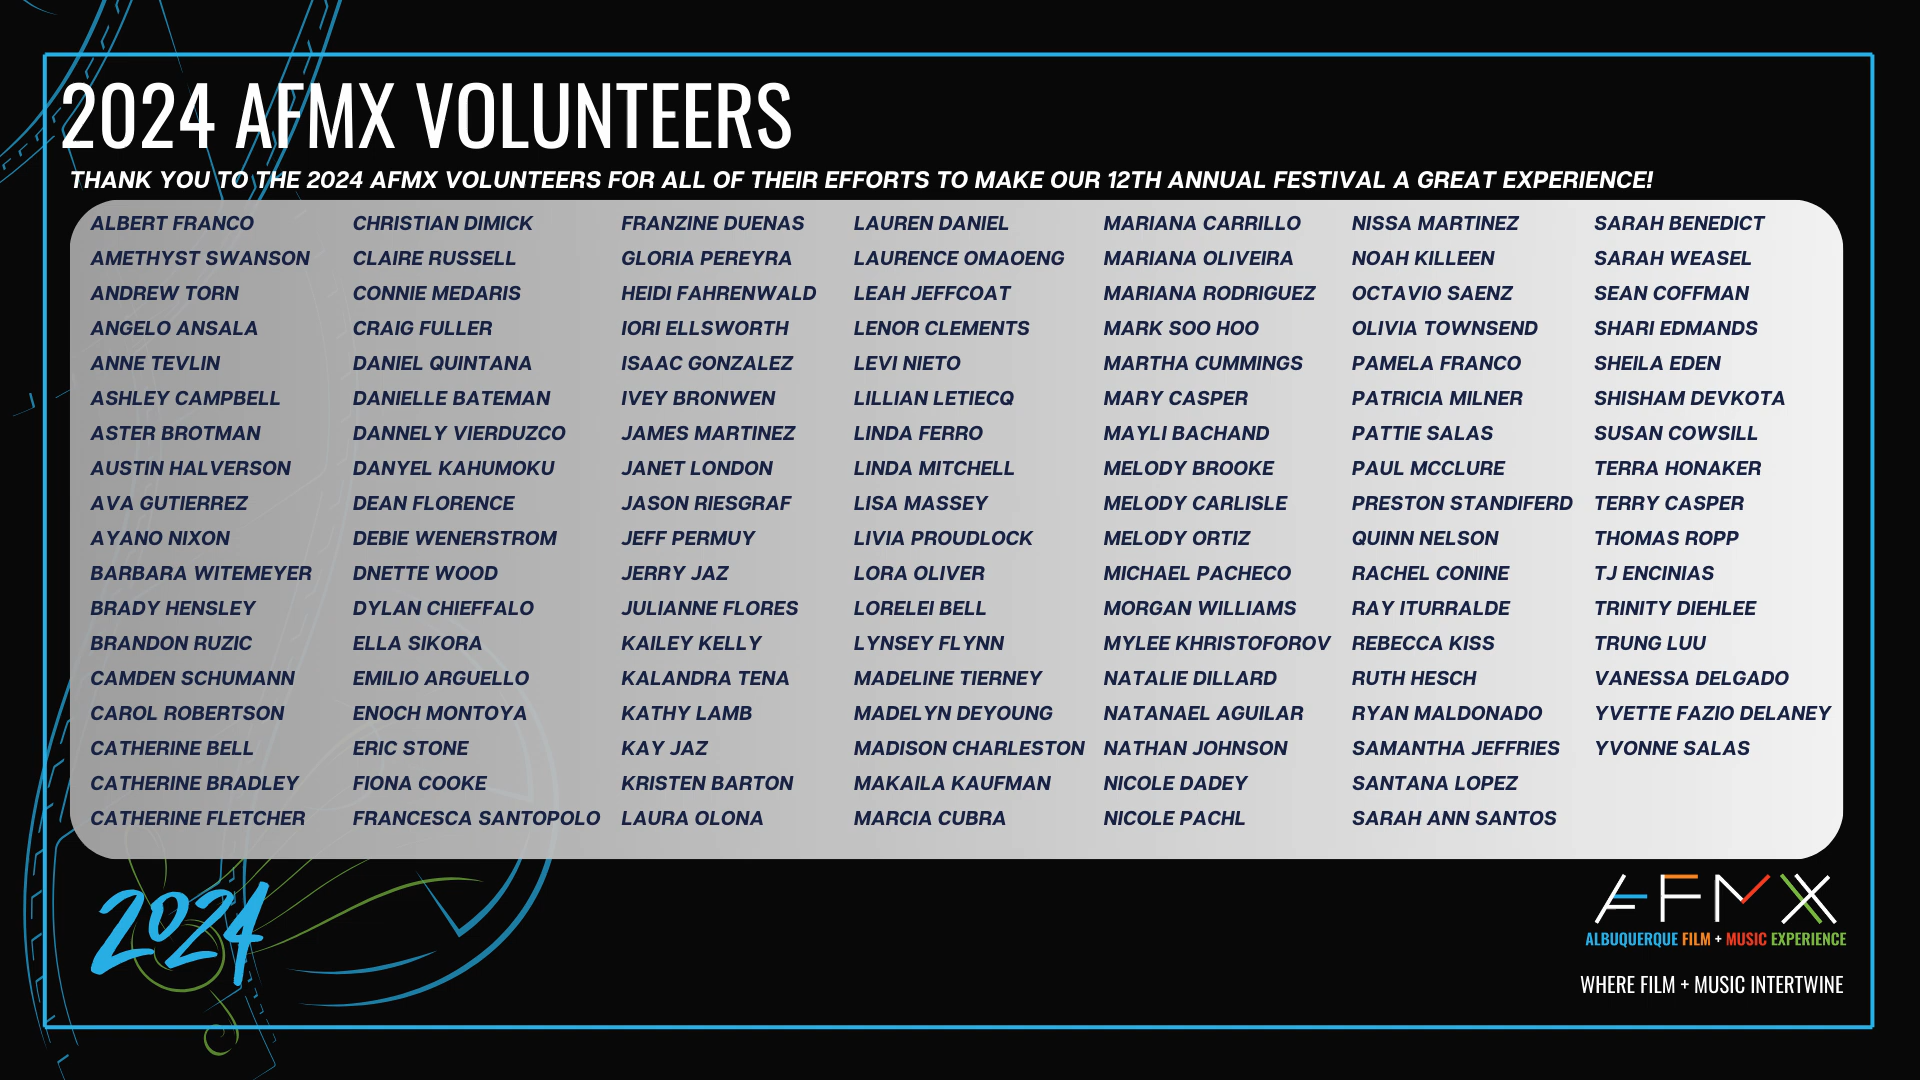 2024 AFMX VOLUNTEERS
THANK YOU TO THE 2024 AFMX VOLUNTEERS FOR ALL OF THEIR EFFORTS TO MAKE OUR 12TH ANNUAL FESTIVAL A GREAT EXPERIENCE!
ALBERT FRANCO
AMETHYST SWANSON
ANDREW TORN
ANGELO ANSALA
ANNE TEVLIN
ASHLEY CAMPBELL
ASTER BROTMAN
AUSTIN HALVERSON
AVA GUTIERREZ
AYANO NIXON
BARBARA WITEMEYER
BRADY HENSLEY
BRANDON RUZIC
CAMDEN SCHUMANN
CAROL ROBERTSON
CATHERINE BELL
CATHERINE BRADLEY
CATHERINE FLETCHER
CHRISTIAN DIMICK
CLAIRE RUSSELL
CONNIE MEDARIS
CRAIG FULLER
DANIEL QUINTANA
DANIELLE BATEMAN
DANNELY VIERDUZCO
DANYEL KAHUMOKU
DEAN FLORENCE
DEBIE WENERSTROM
DNETTE WOOD
DYLAN CHIEFFALO
ELLA SIKORA
EMILIO ARGUELLO
ENOCH MONTOYA
ERIC STONE
FIONA COOKE
FRANCESCA SANTOPOLO
FRANZINE DUENAS
GLORIA PEREYRA
HEIDI FAHRENWALD
IORI ELLSWORTH
ISAAC GONZALEZ
IVEY BRONWEN
JAMES MARTINEZ
JANET LONDON
JASON RIESGRAF
JEFF PERMUY
JERRY JAZ
JULIANNE FLORES
KAILEY KELLY
KALANDRA TENA
KATHY LAMB
KAY JAZ
KRISTEN BARTON
LAURA OLONA
LAUREN DANIEL
LAURENCE OMAOENG
LEAH JEFFCOAT
LENOR CLEMENTS
LEVI NIETO
LILLIAN LETIECQ
LINDA FERRO
LINDA MITCHELL
LISA MASSEY
LIVIA PROUDLOCK
LORA OLIVER
LORELEI BELL
LYNSEY FLYNN
MADELINE TIERNEY
MADELYN DEYOUNG
MADISON CHARLESTON
MAKAILA KAUFMAN
MARCIA CUBRA
MARIANA CARRILLO
MARIANA OLIVEIRA
MARIANA RODRIGUEZ
MARK SOO HOO
MARTHA CUMMINGS
MARY CASPER
MAYLI BACHAND
MELODY BROOKE
MELODY CARLISLE
MELODY ORTIZ
MICHAEL PACHECO
MORGAN WILLIAMS
MYLEE KHRISTOFOROV
NATALIE DILLARD
NATANAEL AGUILAR
NATHAN JOHNSON
NICOLE DADEY
NICOLE PACHL
NISSA MARTINEZ
NOAH KILLEEN
OCTAVIO SAENZ
OLIVIA TOWNSEND
PAMELA FRANCO
PATRICIA MILNER
PATTIE SALAS
PAUL MCCLURE
PRESTON STANDIFERD
QUINN NELSON
RACHEL CONINE
RAY ITURRALDE
REBECCA KISS
RUTH HESCH
RYAN MALDONADO
SAMANTHA JEFFRIES
SANTANA LOPEZ
SARAH ANN SANTOS
SARAH BENEDICT
SARAH WEASEL
SEAN COFFMAN
SHARI EDMANDS
SHEILA EDEN
SHISHAM DEVKOTA
SUSAN COWSILL
TERRA HONAKER
TERRY CASPER
THOMAS ROPP
TJ ENCINIAS
TRINITY DIEHLEE
TRUNG LUU
VANESSA DELGADO
YVETTE FAZIO DELANEY
YVONNE SALAS
2024
AFMX
ALBUQUERQUE FILM + MUSIC EXPERIENCE
WHERE FILM + MUSIC INTERTWINE